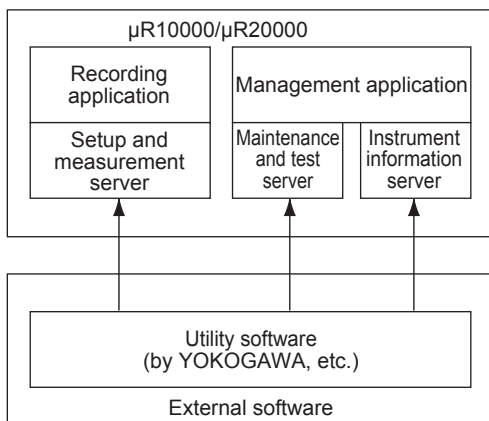 µR10000/µR20000
Recording
application
Setup and
measurement
server
Management application
Maintenance
and test
server
Instrument
information
server
Utility software
(by YOKOGAWA, etc.)
External software